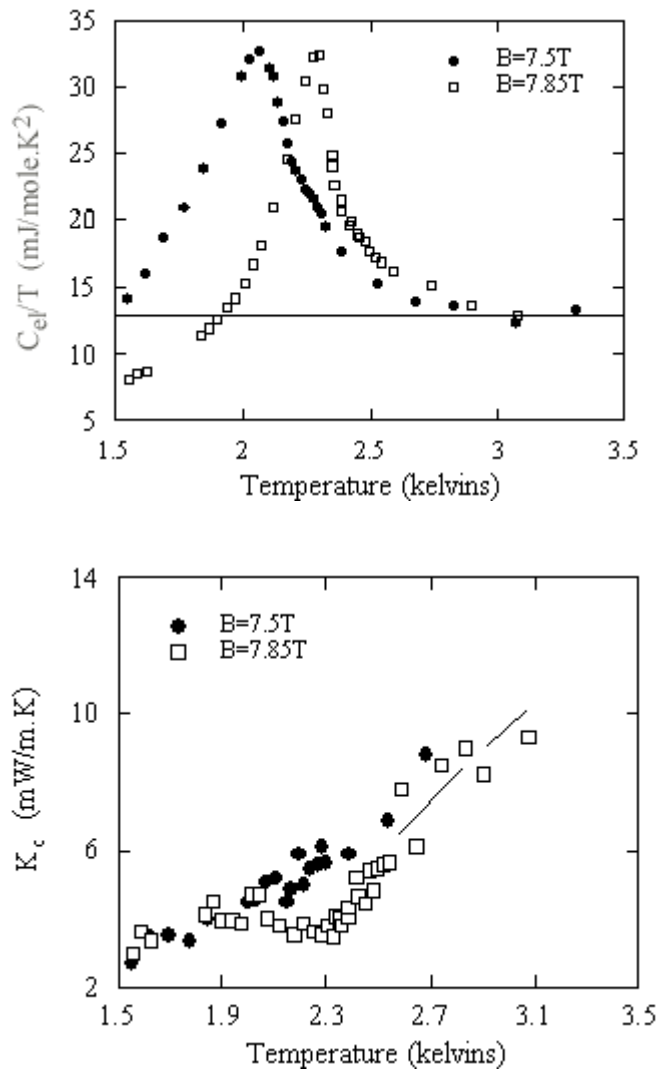 35
30
25
20
15
10
5
C_el/T (mJ/mole.K²)
B=7.5T
B=7.85T
1.5 2 2.5 3 3.5
Temperature (kelvins)
14
10
6
2
K_c (mW/m.K)
B=7.5T
B=7.85T
1.5 1.9 2.3 2.7 3.1 3.5
Temperature (kelvins)